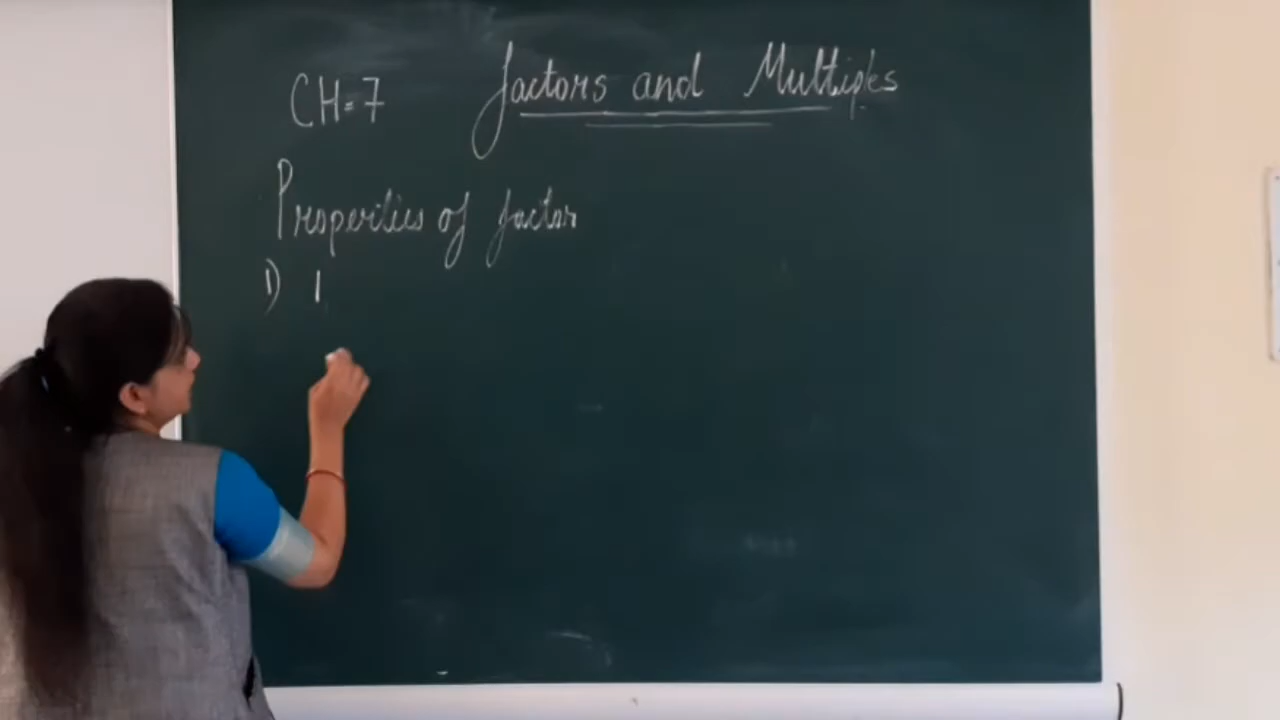 CH=7 Factors and Multiples
Properties of factor
1) 1